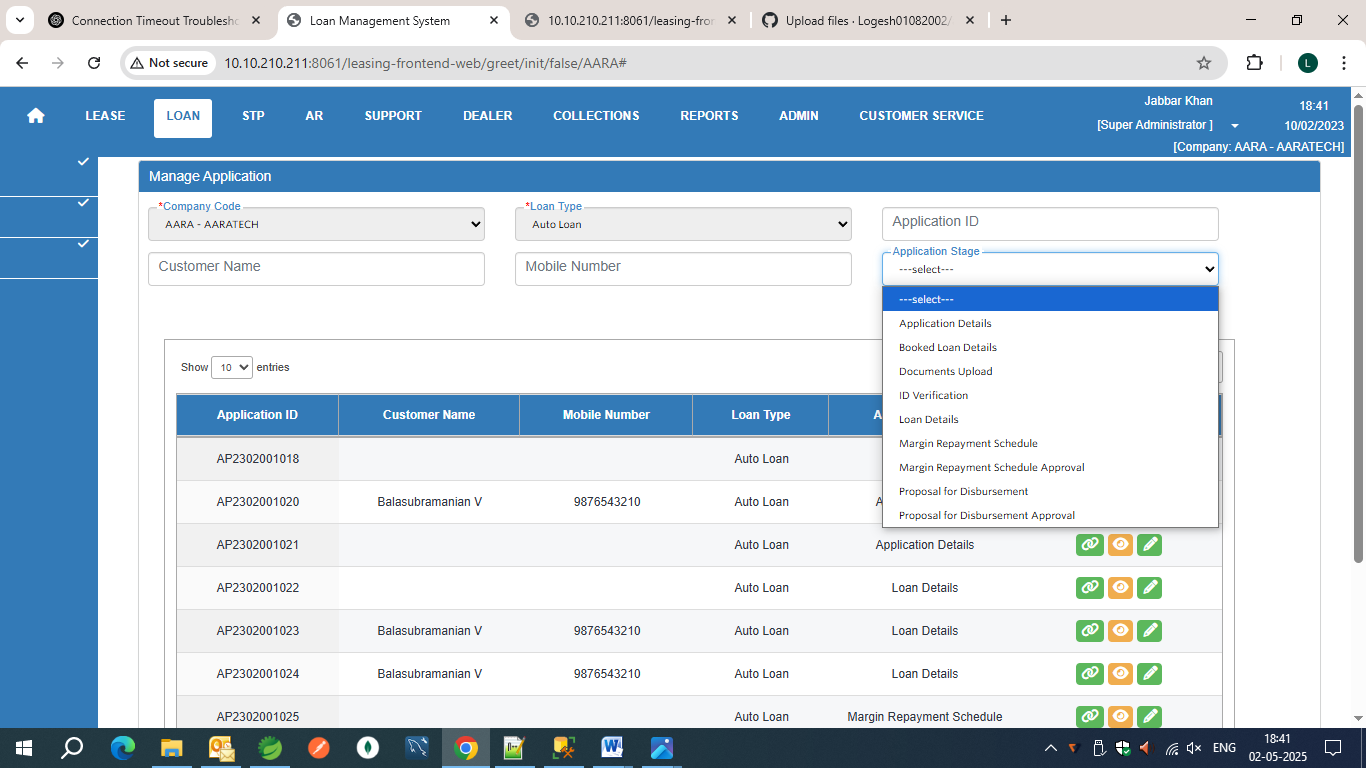 Connection Timeout Troublesho
Loan Management System
10.10.210.211:8061/leasing-fron
Upload files · Logesh01082002/
Not secure
10.10.210.211:8061/leasing-frontend-web/greet/init/false/AARA#
L
LEASE
LOAN
STP
AR
SUPPORT
DEALER
COLLECTIONS
REPORTS
ADMIN
CUSTOMER SERVICE
Jabbar Khan
[Super Administrator ]
18:41
10/02/2023
[Company: AARA - AARATECH]
Manage Application
*Company Code
AARA - AARATECH
*Loan Type
Auto Loan
Application ID
Customer Name
Mobile Number
Application Stage
---select---
---select---
Application Details
Booked Loan Details
Documents Upload
ID Verification
Loan Details
Margin Repayment Schedule
Margin Repayment Schedule Approval
Proposal for Disbursement
Proposal for Disbursement Approval
Show 10 entries
Application ID Customer Name Mobile Number Loan Type A
AP2302001018 Auto Loan
AP2302001020 Balasubramanian V 9876543210 Auto Loan A
AP2302001021 Auto Loan Application Details
AP2302001022 Auto Loan Loan Details
AP2302001023 Balasubramanian V 9876543210 Auto Loan Loan Details
AP2302001024 Balasubramanian V 9876543210 Auto Loan Loan Details
AP2302001025 Auto Loan Margin Repayment Schedule
ENG
18:41
02-05-2025